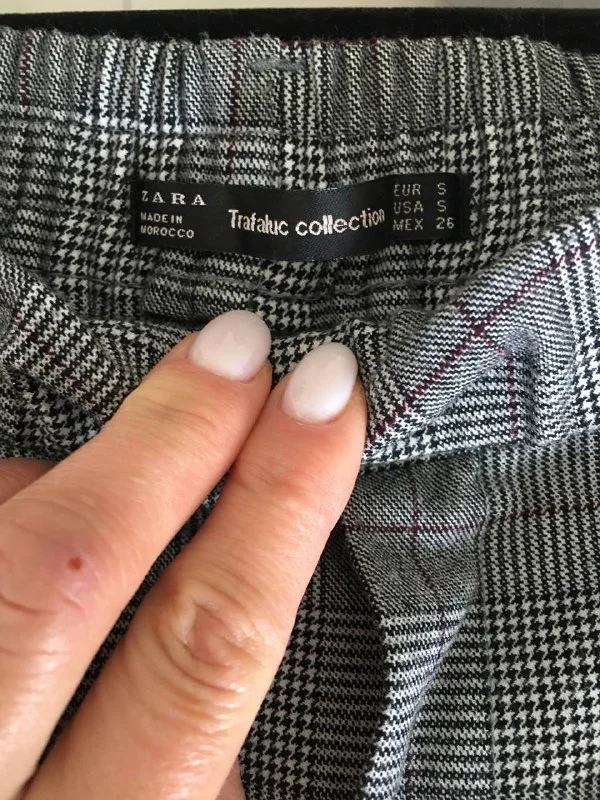 ZARA
MADE IN
MOROCCO
Trafaluc collection
EUR S
USA S
MEX 26